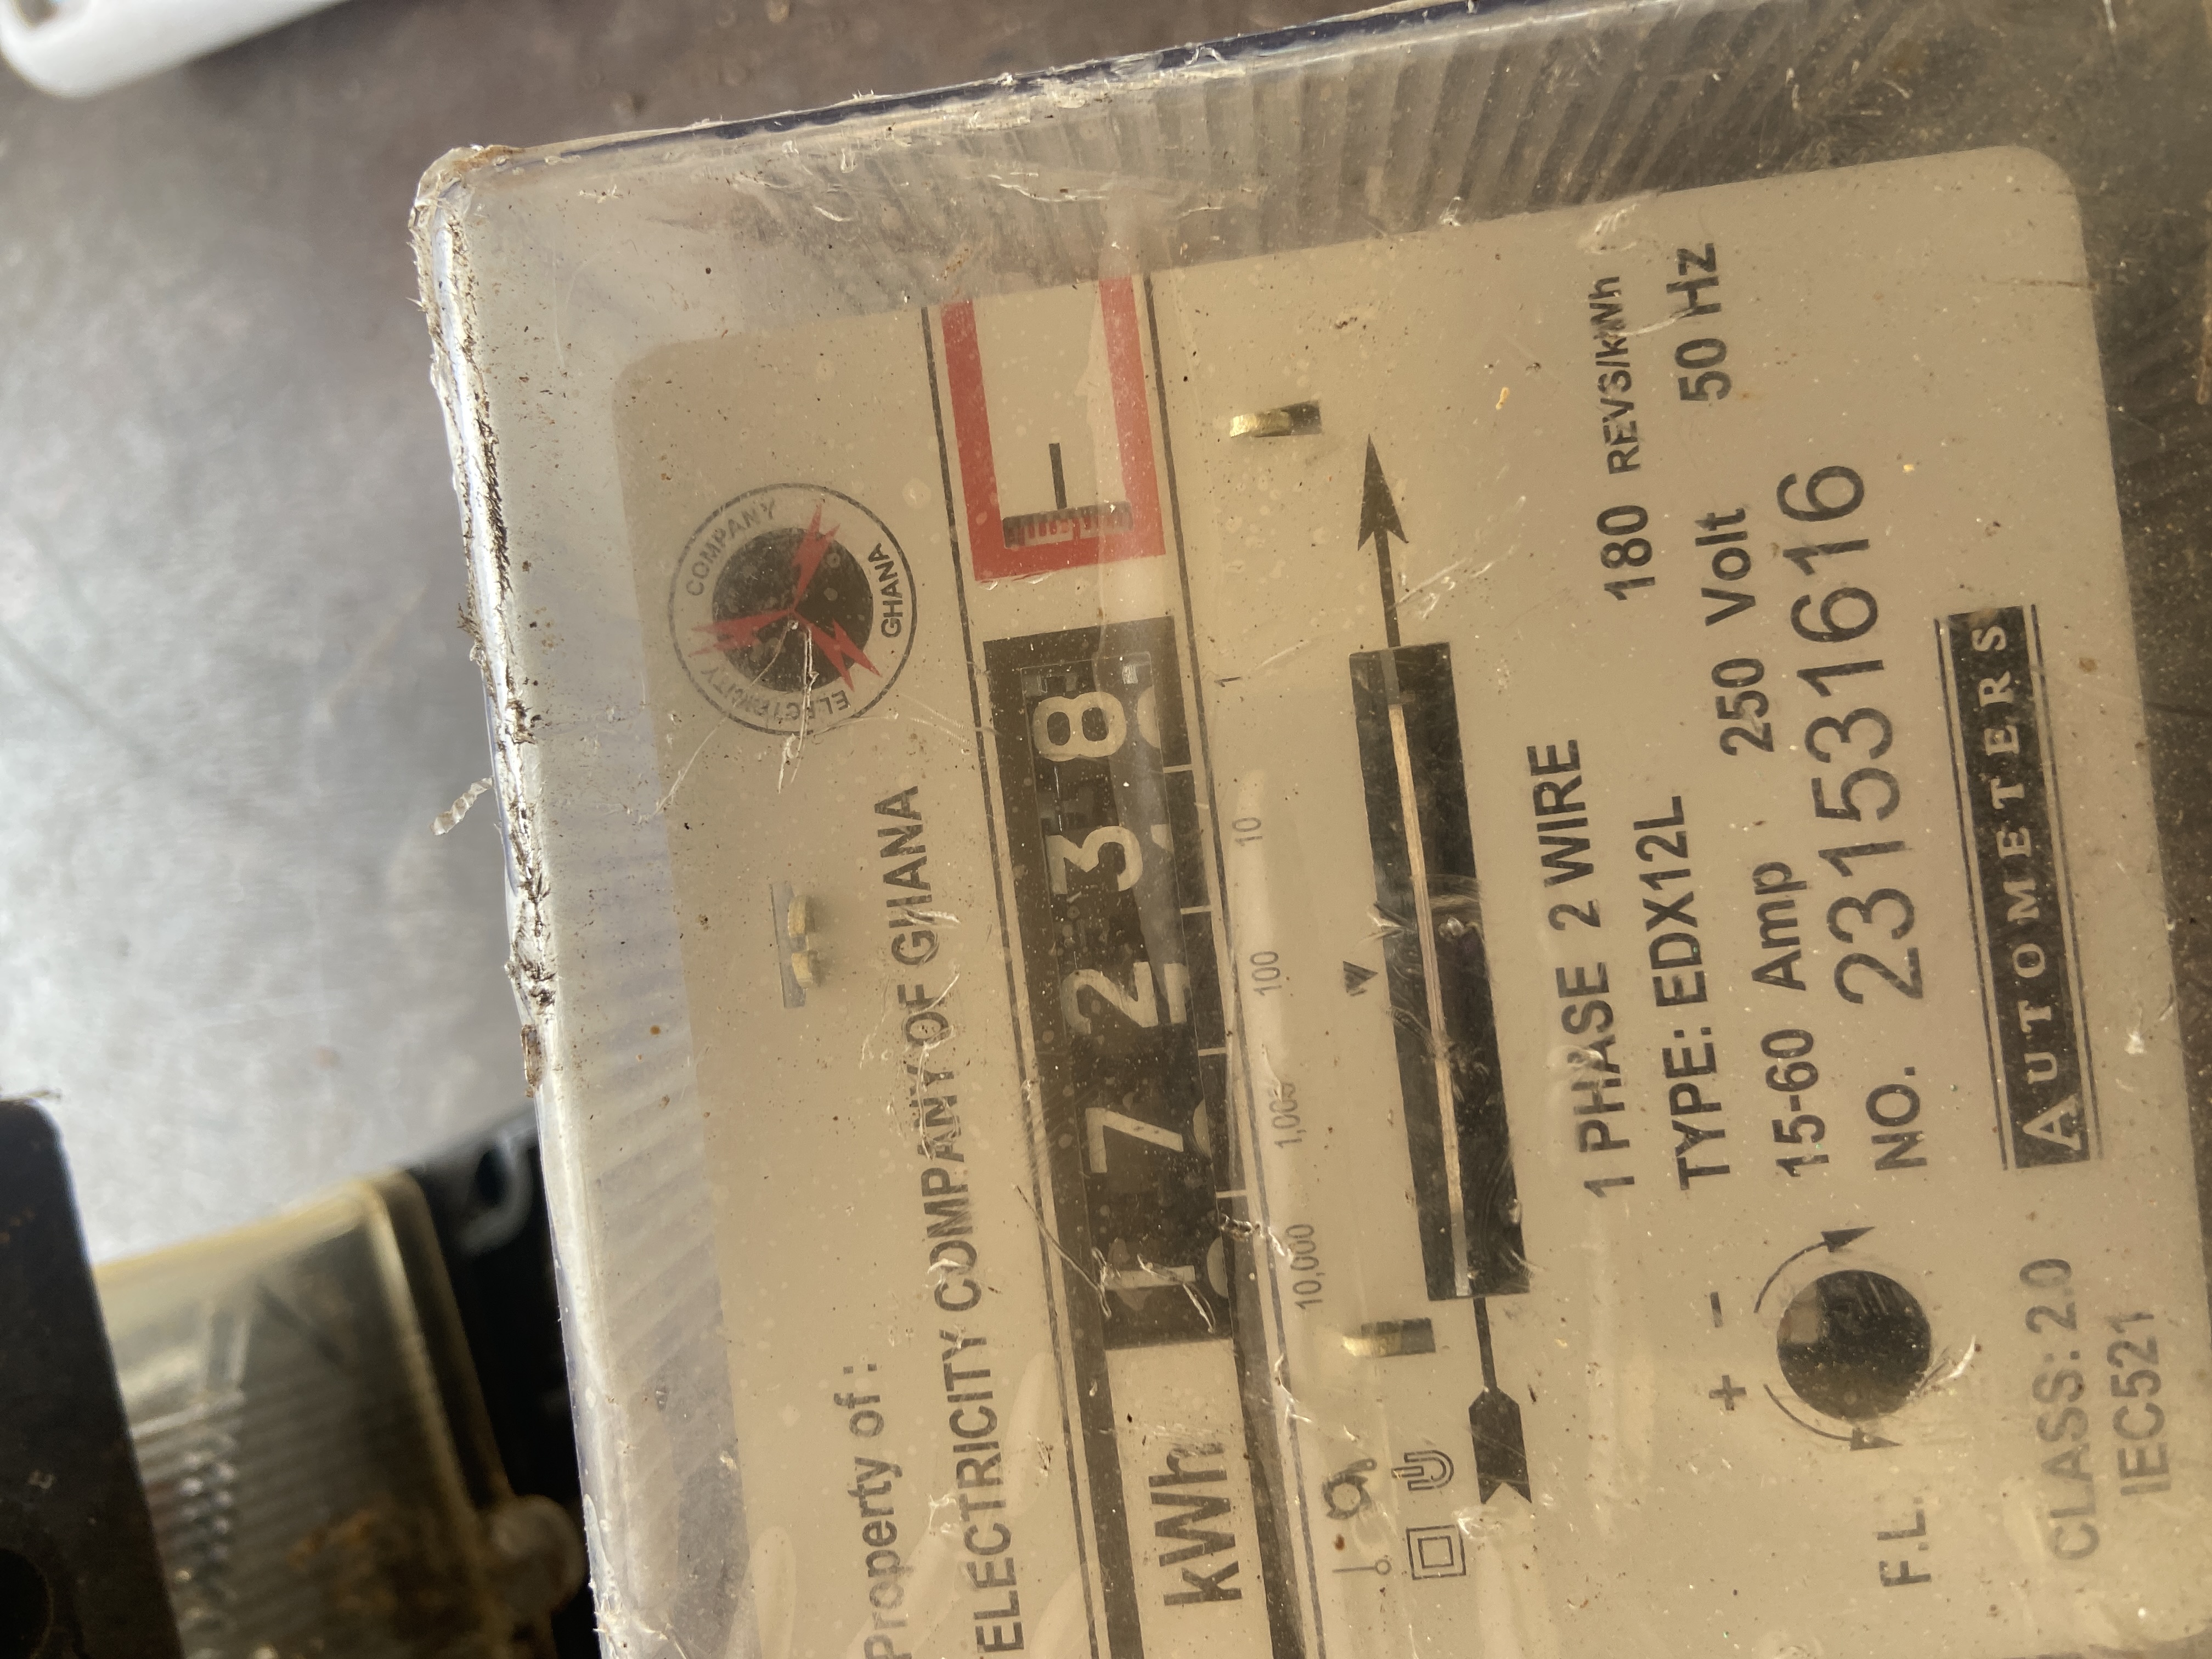 Property of :
ELECTRICITY COMPANY OF GHANA
ELECTRICITY COMPANY
GHANA
kWh
17238
10,000 1,000 100 10 1
1 PHASE 2 WIRE
TYPE: EDX12L 180 REVS/kWh
15-60 Amp 250 Volt 50 Hz
+ -
NO. 231531616
F.L.
AUTOMETERS
CLASS: 2.0
IEC521